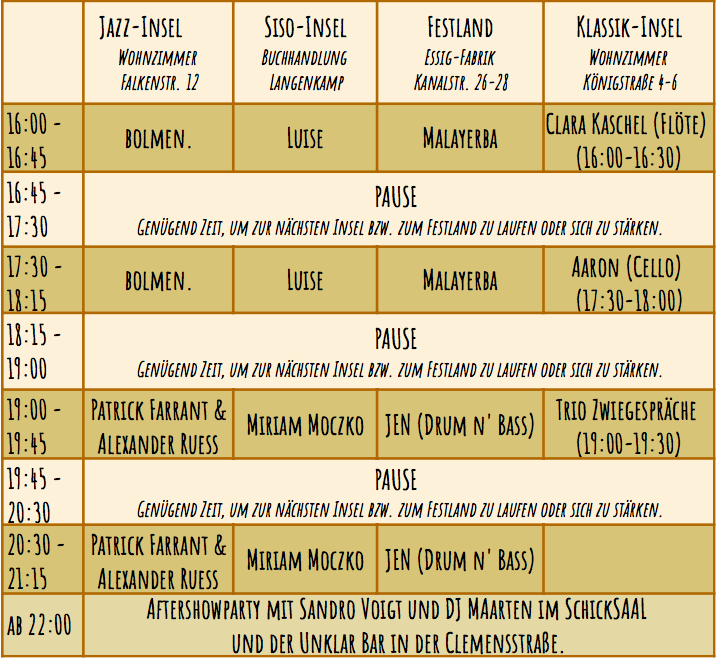 Jazz-Insel
Wohnzimmer
Falkenstr. 12
Siso-Insel
Buchhandlung
Langenkamp
Festland
Essig-Fabrik
Kanalstr. 26-28
Klassik-Insel
Wohnzimmer
Königstraße 4-6
16:00 -
16:45
bolmen.
Luise
Malayerba
Clara Kaschel (Flöte)
(16:00-16:30)
16:45 -
17:30
PAUSE
Genügend Zeit, um zur nächsten Insel bzw. zum Festland zu laufen oder sich zu stärken.
17:30 -
18:15
bolmen.
Luise
Malayerba
Aaron (Cello)
(17:30-18:00)
18:15 -
19:00
PAUSE
Genügend Zeit, um zur nächsten Insel bzw. zum Festland zu laufen oder sich zu stärken.
19:00 -
19:45
Patrick Farrant &
Alexander Ruess
Miriam Moczko
JEN (Drum n' Bass)
Trio Zwiegespräche
(19:00-19:30)
19:45 -
20:30
PAUSE
Genügend Zeit, um zur nächsten Insel bzw. zum Festland zu laufen oder sich zu stärken.
20:30 -
21:15
Patrick Farrant &
Alexander Ruess
Miriam Moczko
JEN (Drum n' Bass)
ab 22:00
Aftershowparty mit Sandro Voigt und DJ MAarten im SchickSAAL
und der Unklar Bar in der Clemensstraße.